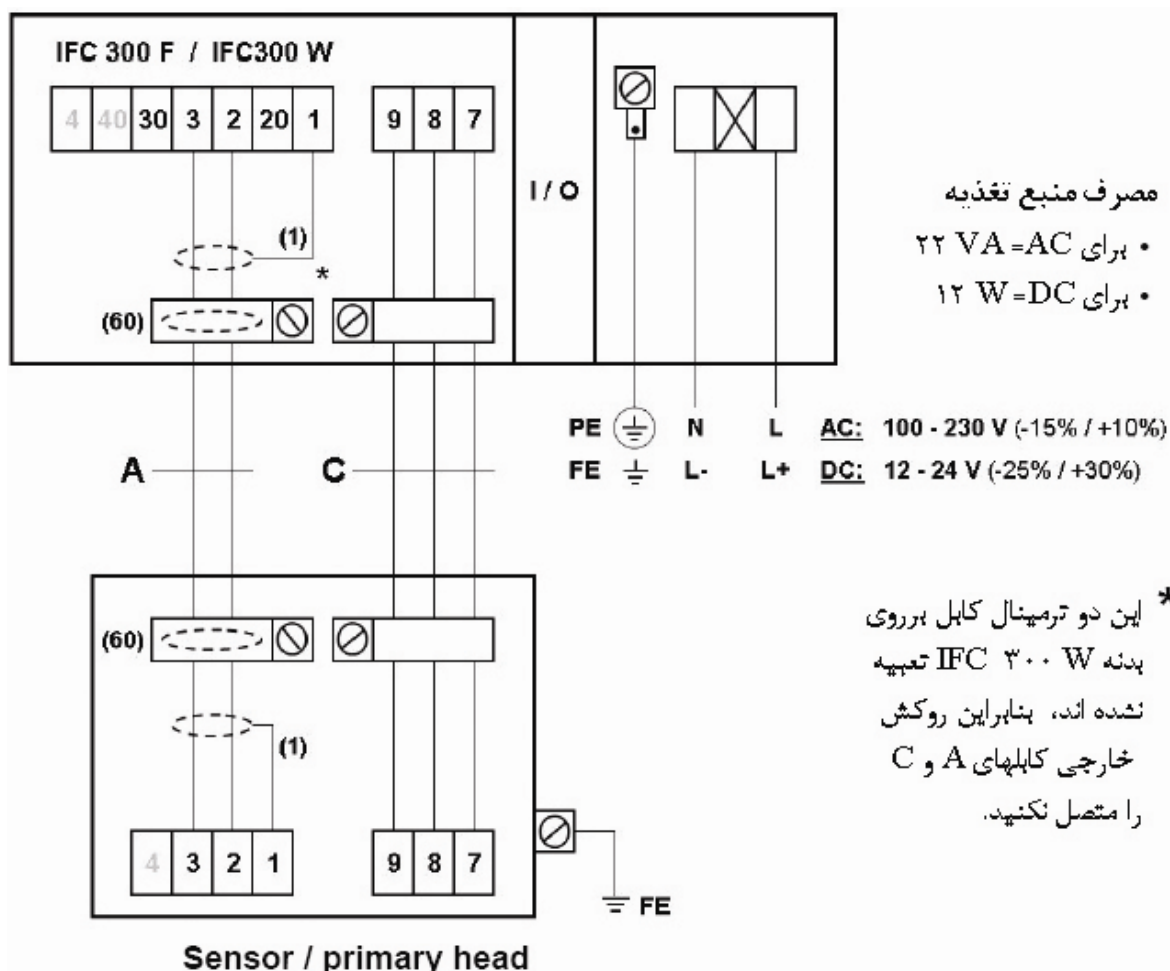 IFC 300 F / IFC300 W
4 40 30 3 2 20 1
9 8 7
I / O
(1)
*
(60)
مصرف منبع تغذیه
• برای AC=‎۲۲ VA
• برای DC=‎۱۲ W
PE N L AC: 100 - 230 V (-15% / +10%)
FE L- L+ DC: 12 - 24 V (-25% / +30%)
A
C
(60)
(1)
4 3 2 1
9 8 7
FE
* این دو ترمینال کابل برروی
بدنه IFC ۳۰۰ W تعبیه
نشده اند، بنابراین روکش
خارجی کابلهای A و C
را متصل نکنید.
Sensor / primary head